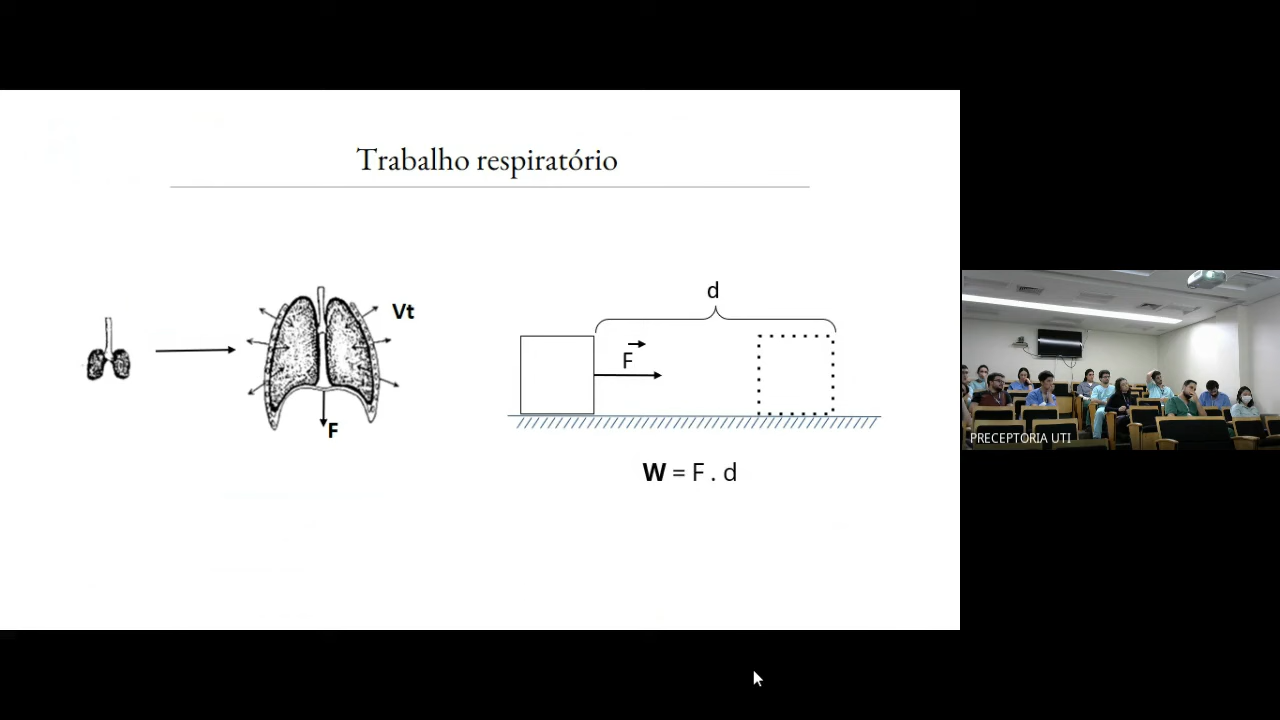 Trabalho respiratório
Vt
F
d
F
W = F . d
PRECEPTORIA UTI